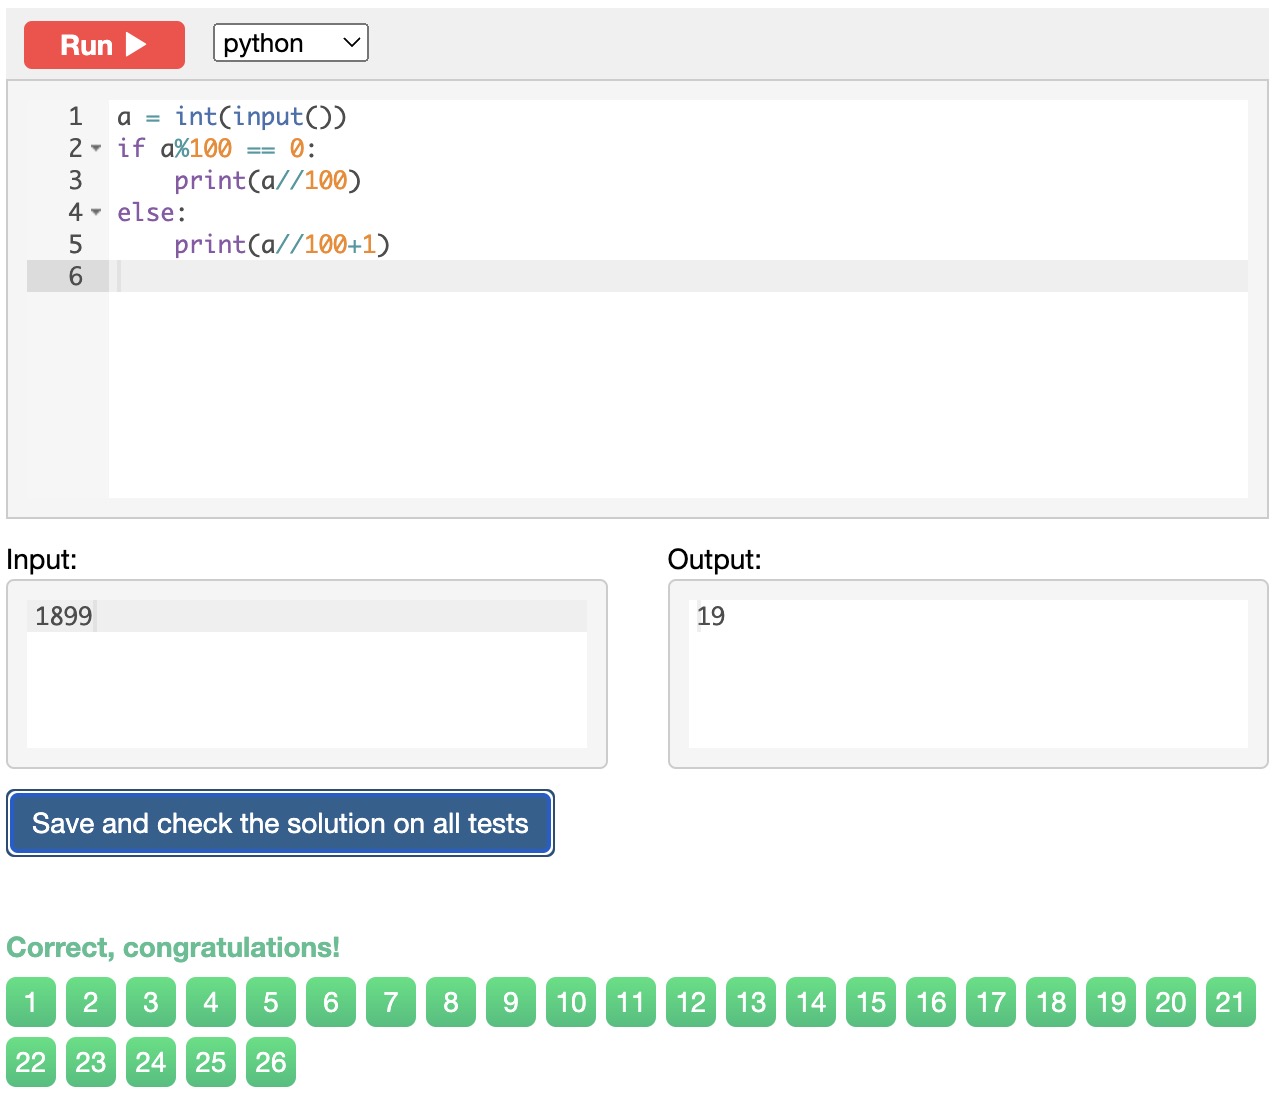 Run python
1 a = int(input())
2 if a%100 == 0:
3 print(a//100)
4 else:
5 print(a//100+1)
6
Input: Output:
1899 19
Save and check the solution on all tests
Correct, congratulations!
1 2 3 4 5 6 7 8 9 10 11 12 13 14 15 16 17 18 19 20 21
22 23 24 25 26